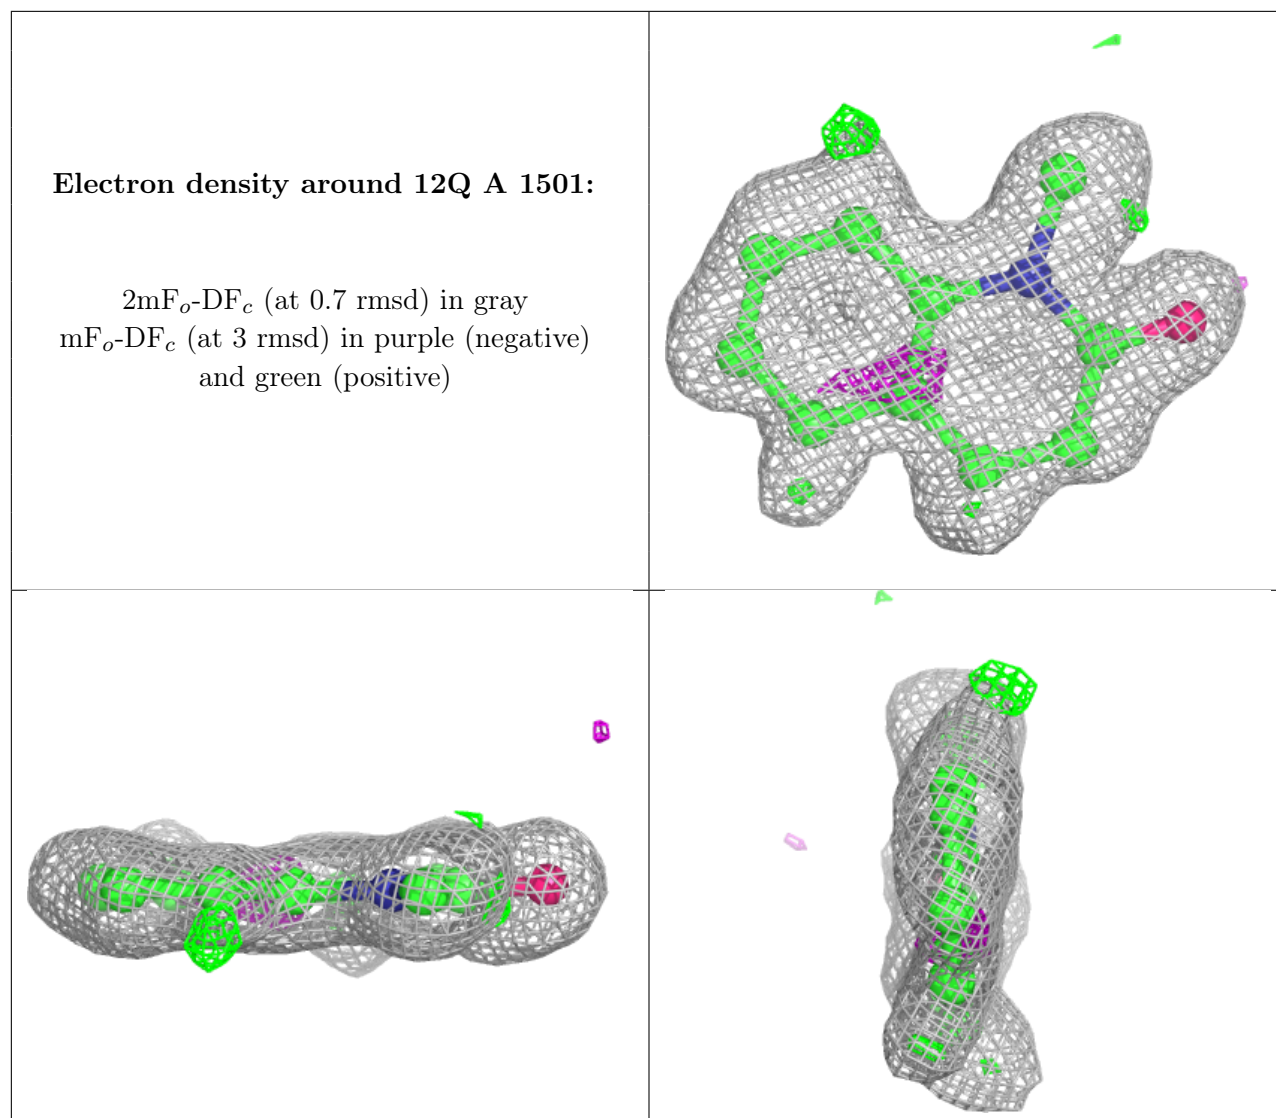 Electron density around 12Q A 1501:
2mFo-DFc (at 0.7 rmsd) in gray
mFo-DFc (at 3 rmsd) in purple (negative)
and green (positive)